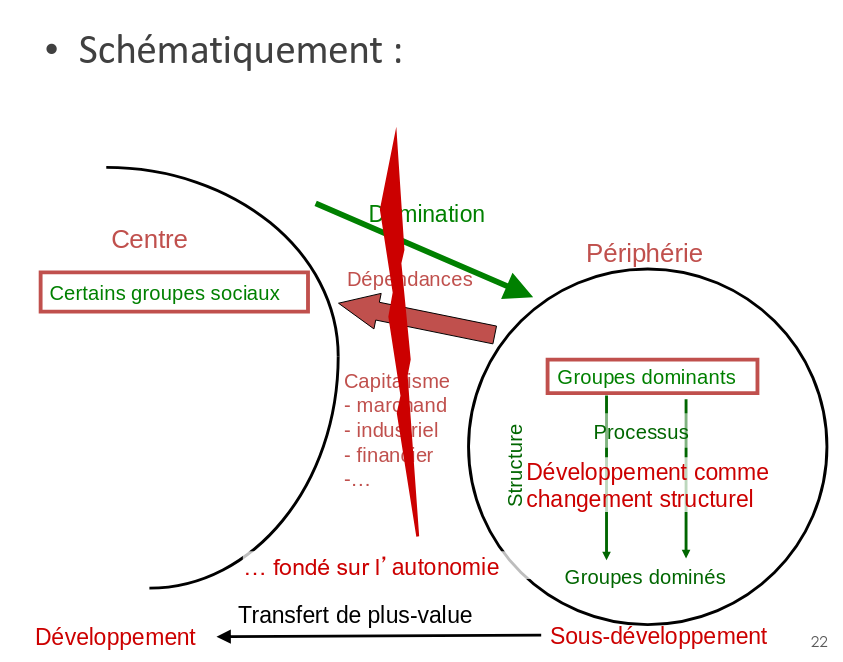 • Schématiquement :
Domination
Centre
Périphérie
Dépendances
Certains groupes sociaux
Groupes dominants
Capitalisme
- marchand
- industriel
- financier
-…
Structure
Processus
Développement comme
changement structurel
… fondé sur l’autonomie
Groupes dominés
Transfert de plus-value
Développement
Sous-développement
22